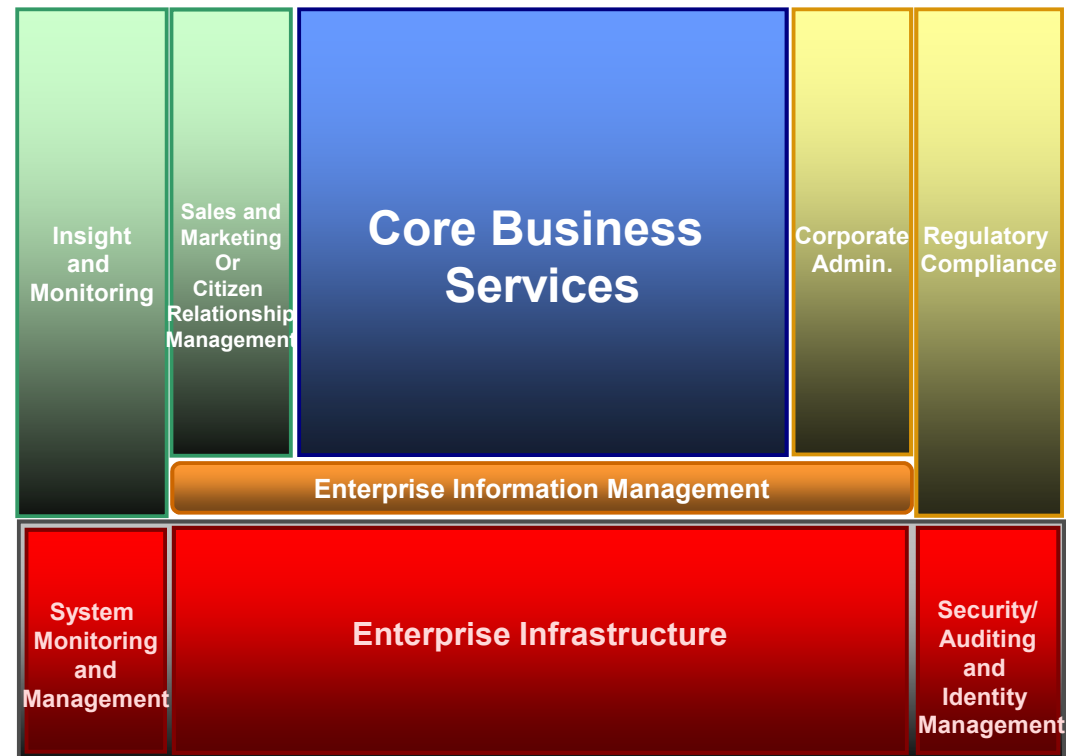 Insight
and
Monitoring
Sales and
Marketing
Or
Citizen
Relationship
Management
Core Business
Services
Corporate
Admin.
Regulatory
Compliance
Enterprise Information Management
System
Monitoring
and
Management
Enterprise Infrastructure
Security/
Auditing
and
Identity
Management